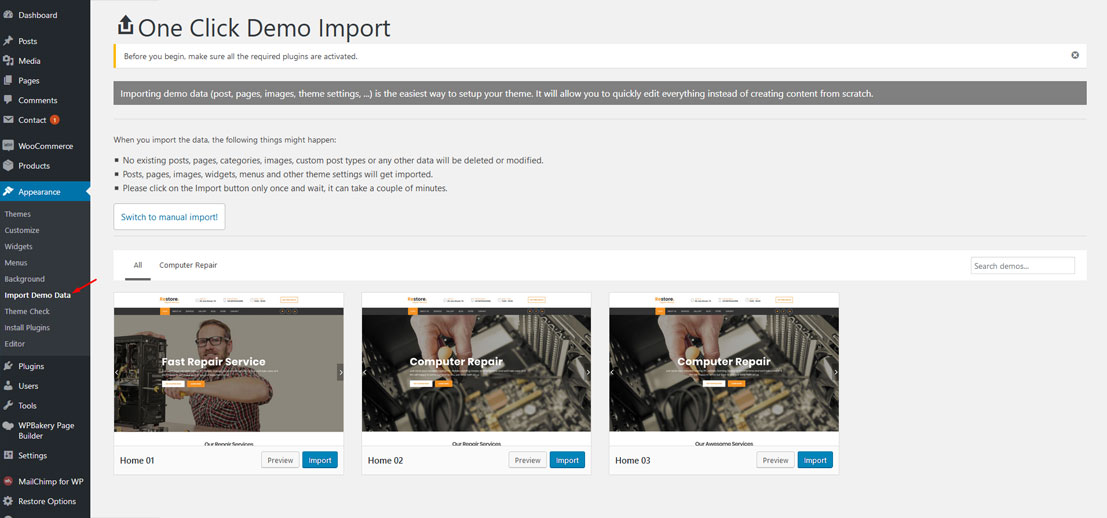 Dashboard
Posts
Media
Pages
Comments
Contact 1
WooCommerce
Products
Appearance
Themes
Customize
Widgets
Menus
Background
Import Demo Data
Theme Check
Install Plugins
Editor
Plugins
Users
Tools
WPBakery Page
Builder
Settings
MailChimp for WP
Restore Options
One Click Demo Import
Before you begin, make sure all the required plugins are activated.
Importing demo data (post, pages, images, theme settings, ...) is the easiest way to setup your theme. It will allow you to quickly edit everything instead of creating content from scratch.
When you import the data, the following things might happen:
No existing posts, pages, categories, images, custom post types or any other data will be deleted or modified.
Posts, pages, images, widgets, menus and other theme settings will get imported.
Please click on the Import button only once and wait, it can take a couple of minutes.
Switch to manual import!
All Computer Repair Search demos...
Restore
Fast Repair Service
Our Repair Services
Home 01 Preview Import
Restore
Computer Repair
Our Repair Services
Home 02 Preview Import
Restore
Computer Repair
Our Awesome Services
Home 03 Preview Import